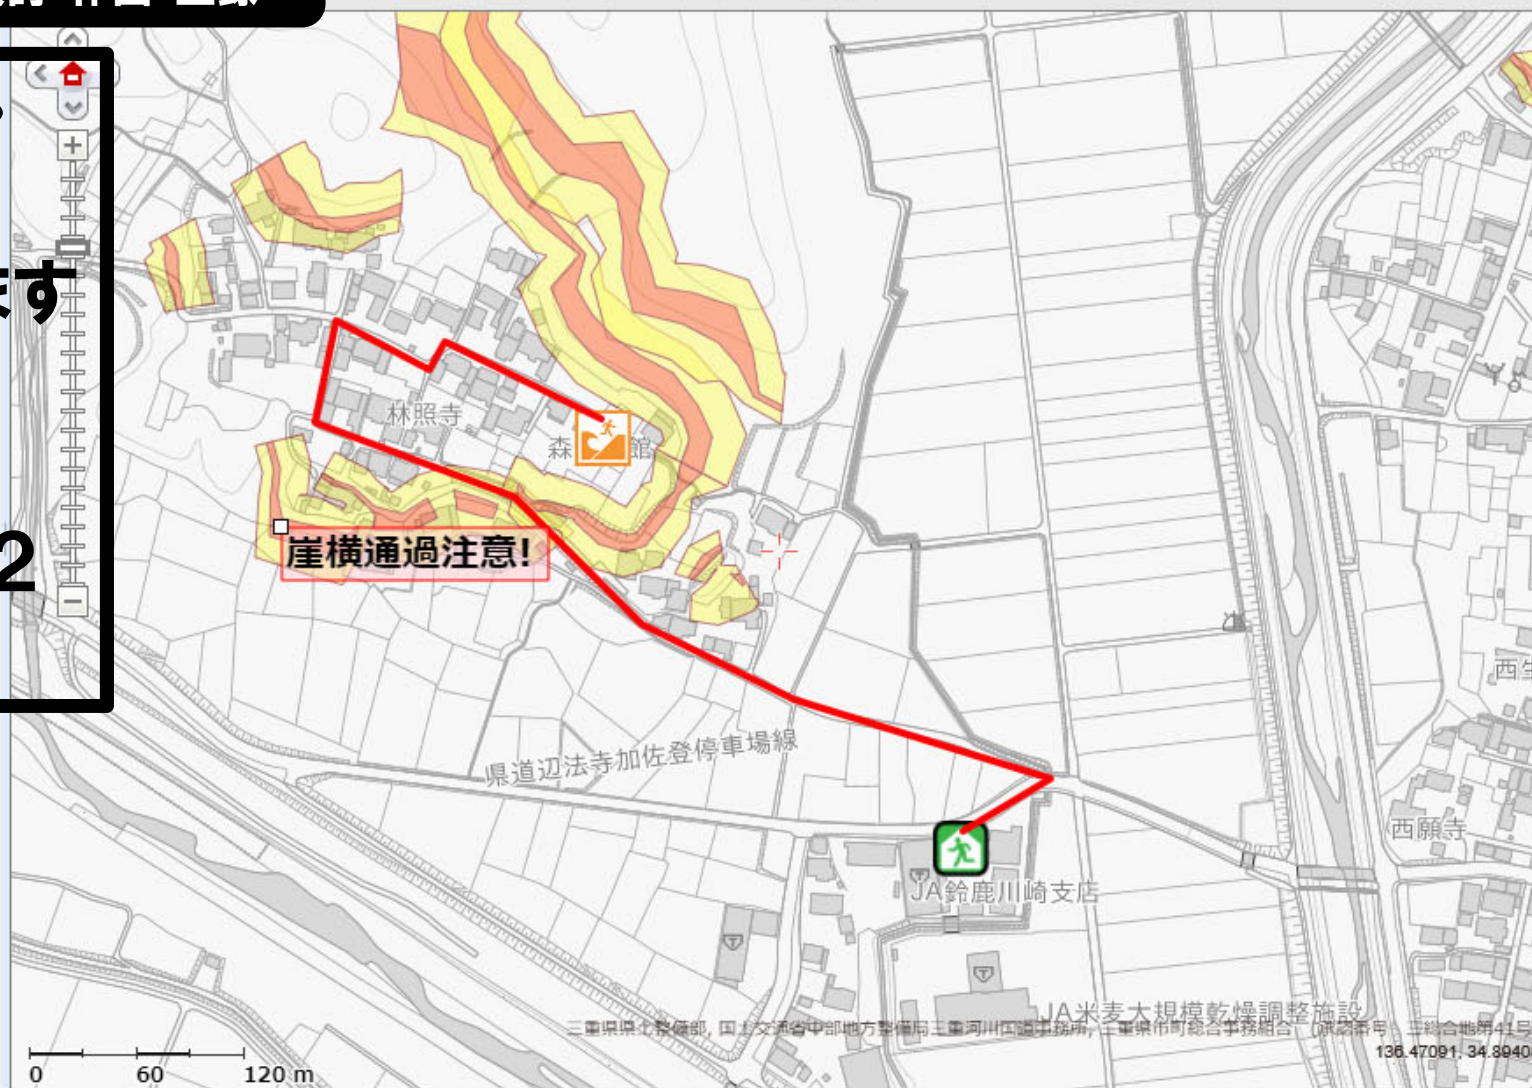 ます
2
林照寺
森 館
崖横通過注意!
県道辺法寺加佐登停車場線
西願寺
JA鈴鹿川崎支店
JA米麦大規模乾燥調整施設
136.47091, 34.8940
0 60 120 m